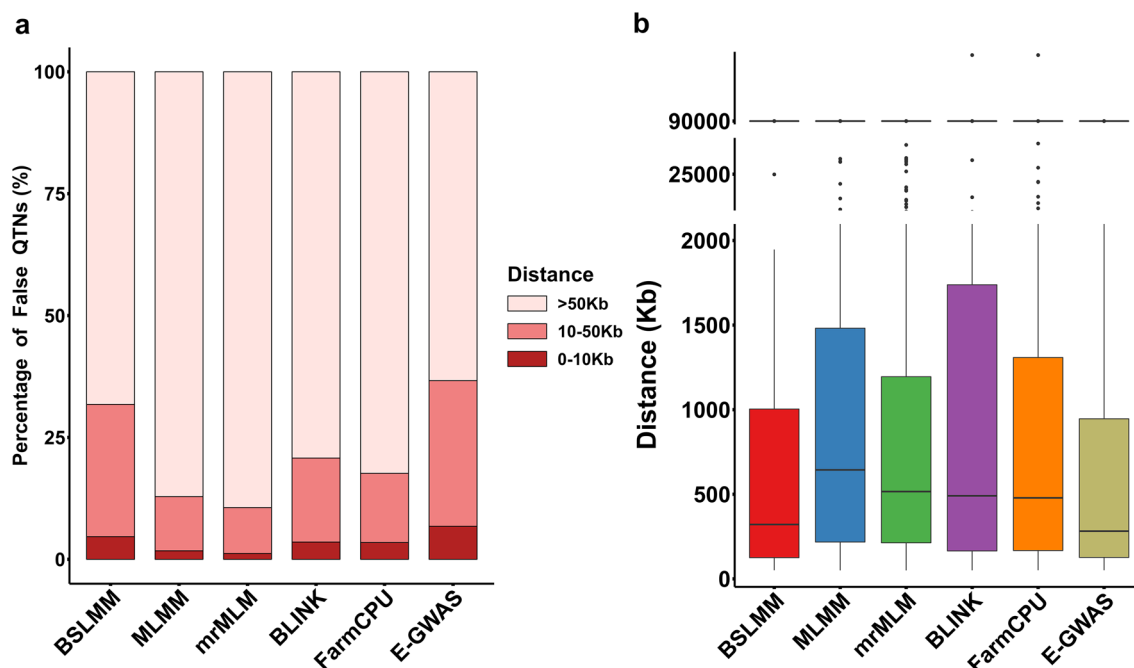 a
Percentage of False QTNs (%)
100
75
50
25
0
BSLMM
MLMM
mrMLM
BLINK
FarmCPU
E-GWAS
Distance
>50Kb
10-50Kb
0-10Kb
b
Distance (Kb)
90000
25000
2000
1500
1000
500
0
BSLMM
MLMM
mrMLM
BLINK
FarmCPU
E-GWAS